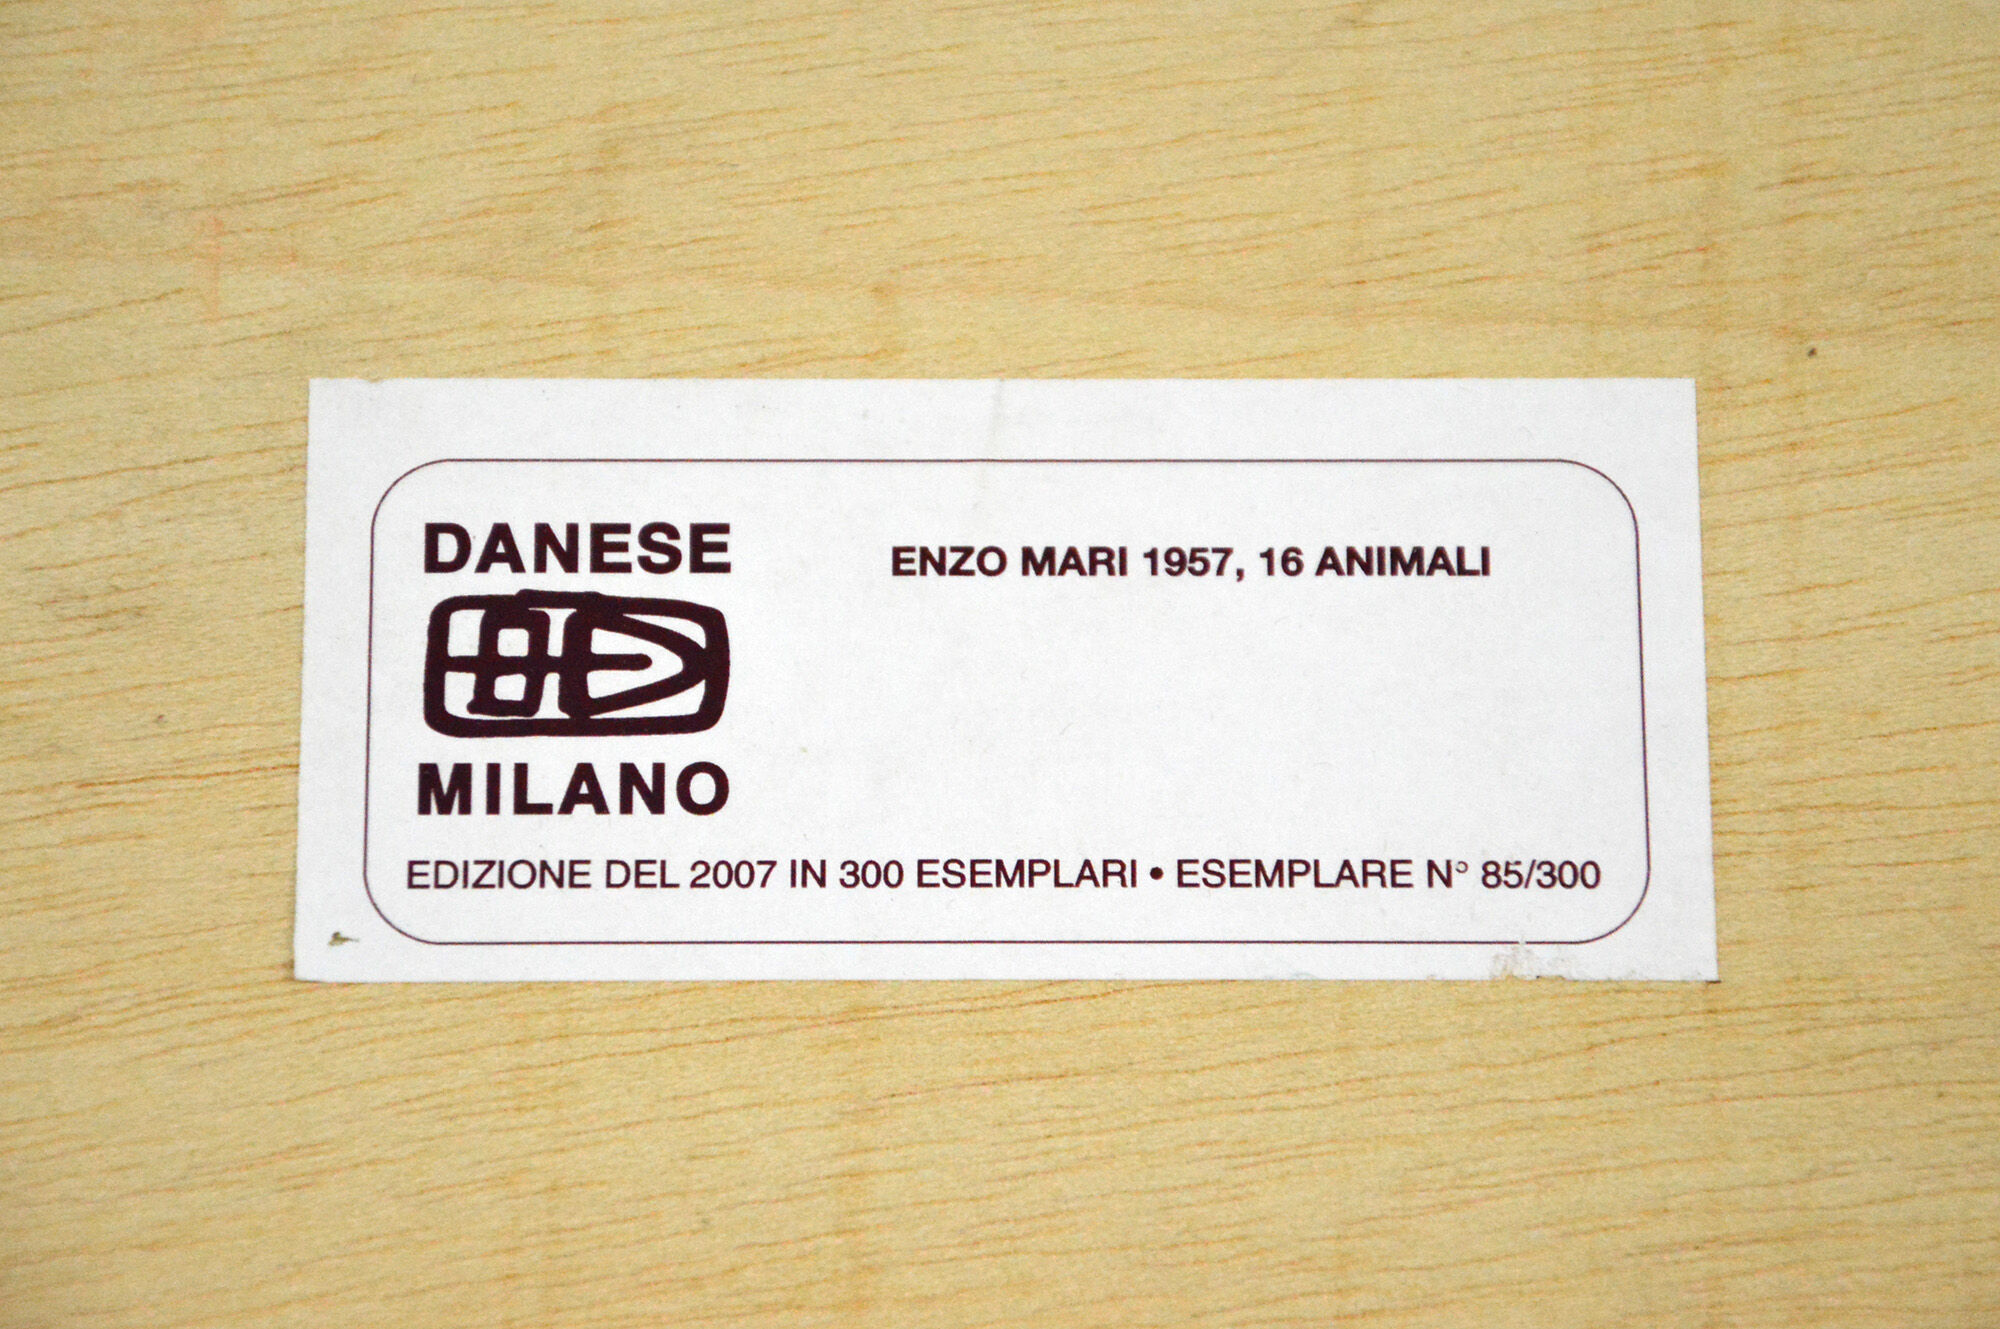 DANESE
MILANO
ENZO MARI 1957, 16 ANIMALI
EDIZIONE DEL 2007 IN 300 ESEMPLARI • ESEMPLARE N° 85/300